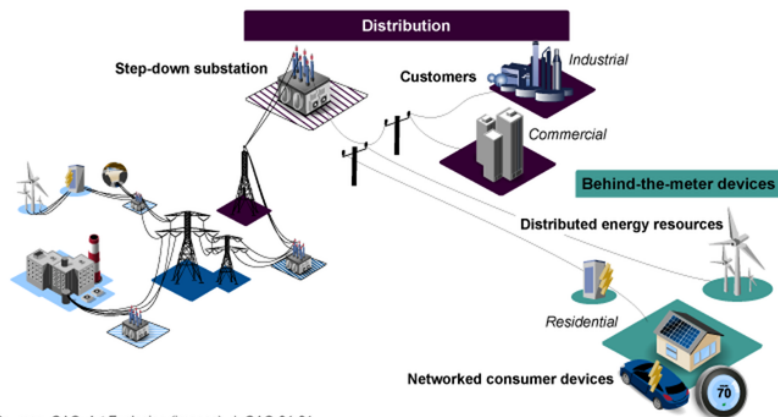 Distribution
Step-down substation
Customers
Industrial
Commercial
Behind-the-meter devices
Distributed energy resources
Residential
Networked consumer devices
70